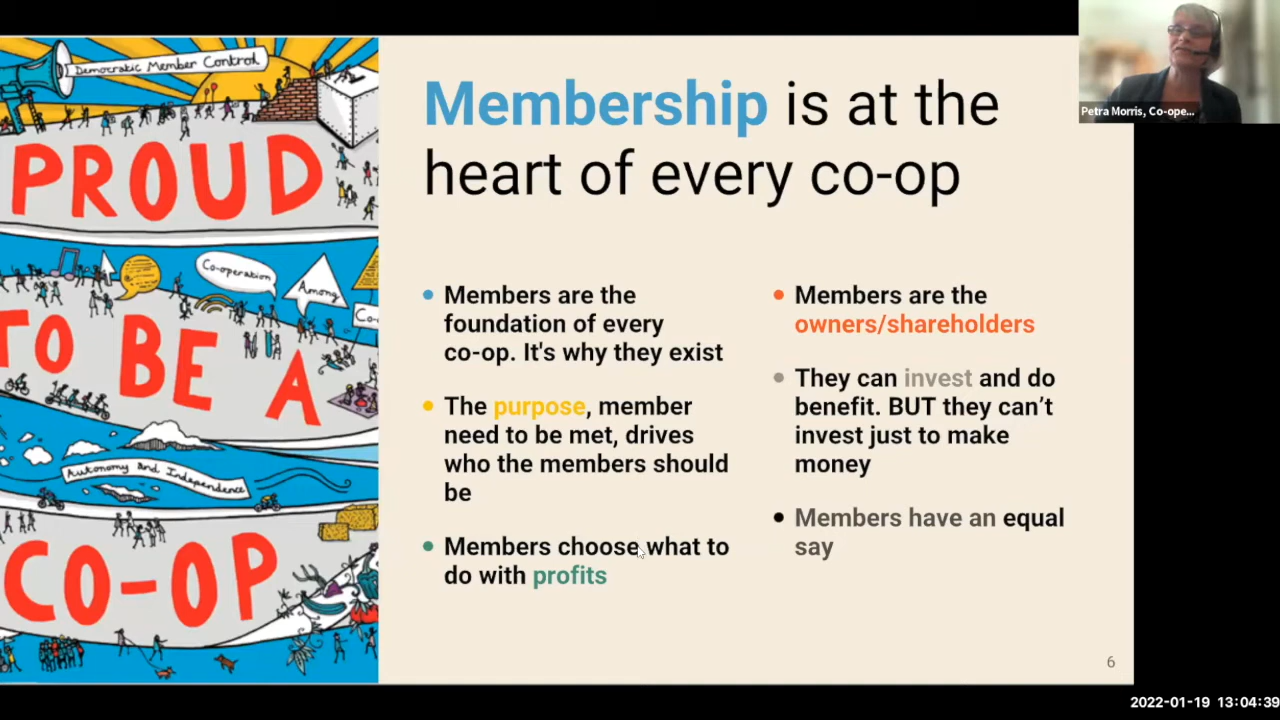 Democratic Member Control
PROUD
Co-operation
Among
Co-
TO BE A
Autonomy and Independence
CO-OP
Membership is at the
heart of every co-op
Members are the
foundation of every
co-op. It's why they exist
The purpose, member
need to be met, drives
who the members should
be
Members choose what to
do with profits
Members are the
owners/shareholders
They can invest and do
benefit. BUT they can’t
invest just to make
money
Members have an equal
say
6
Petra Morris, Co-ope...
2022-01-19 13:04:39